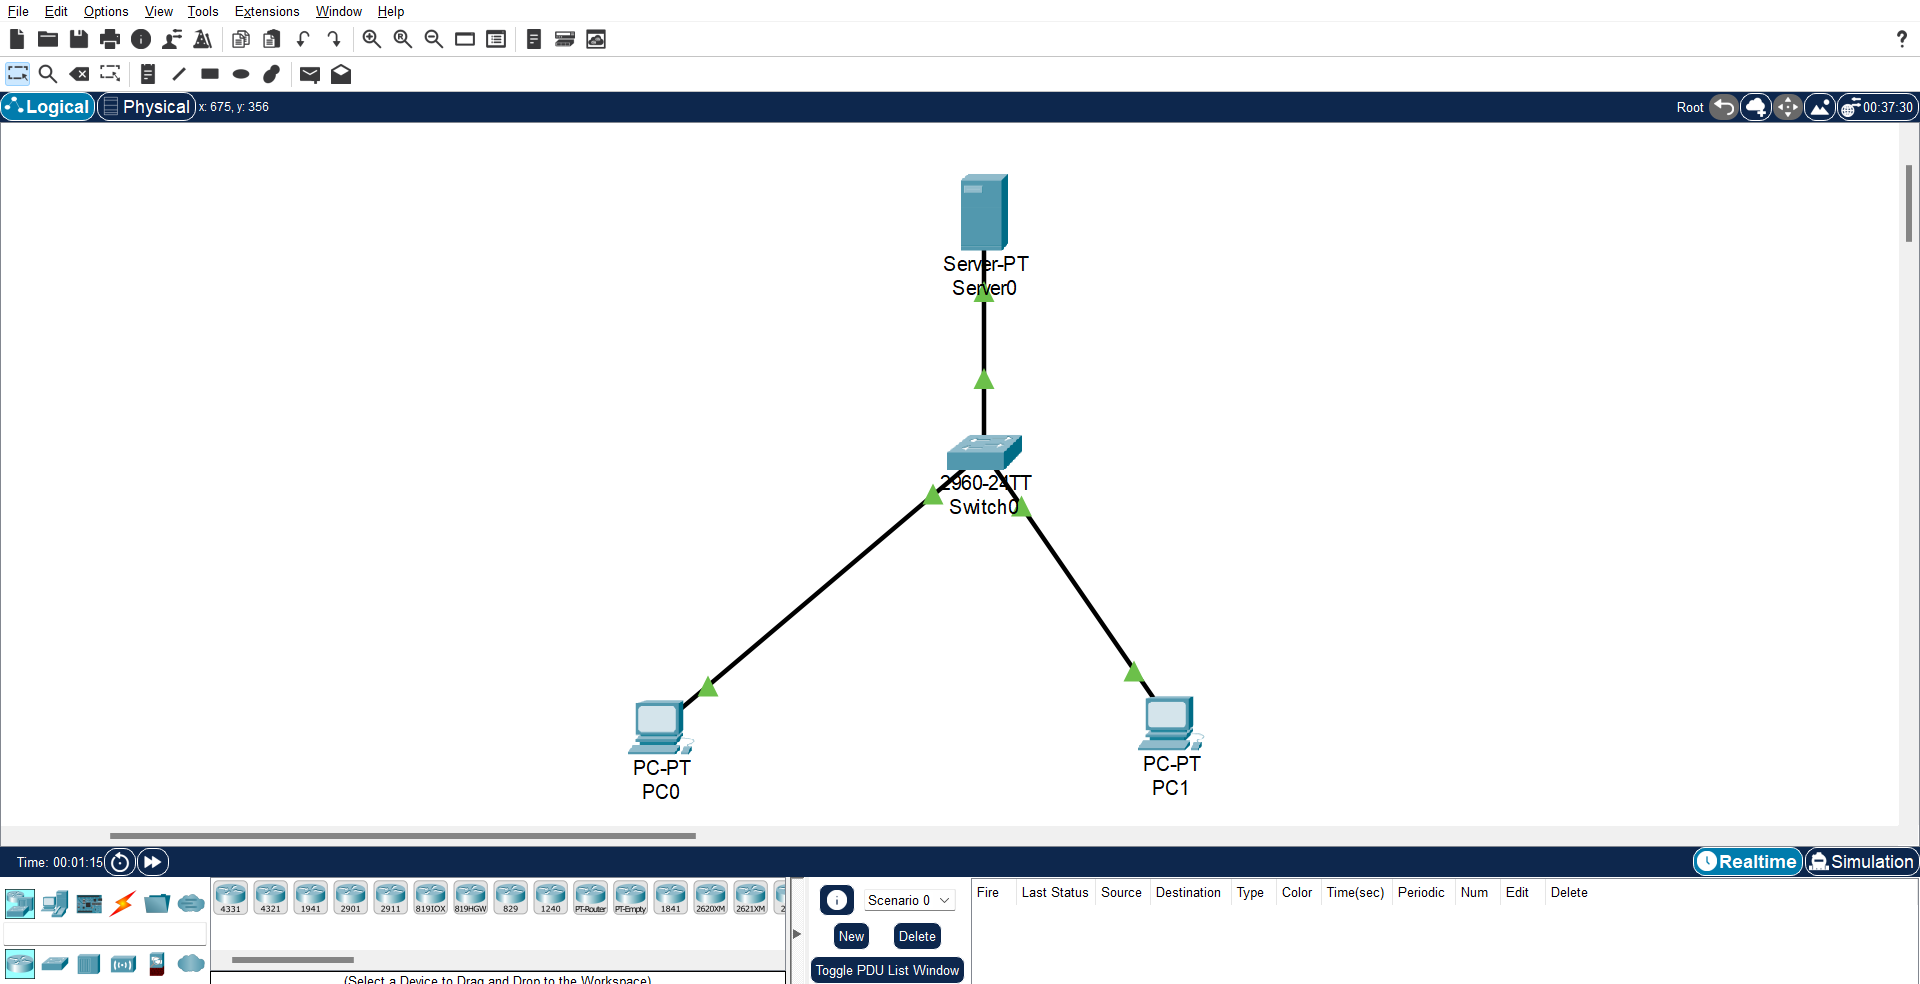 File Edit Options View Tools Extensions Window Help
?
Logical Physical x: 675, y: 356 Root 00:37:30
Server-PT
Server0
2960-24TT
Switch0
PC-PT
PC0
PC-PT
PC1
Time: 00:01:15 Realtime Simulation
4331 4321 1941 2901 2911 819IOX 819HGW 829 1240 PT-Router PT-Empty 1841 2620XM 2621XM 2
(Select a Device to Drag and Drop to the Workspace)
Scenario 0
New Delete
Toggle PDU List Window
Fire Last Status Source Destination Type Color Time(sec) Periodic Num Edit Delete